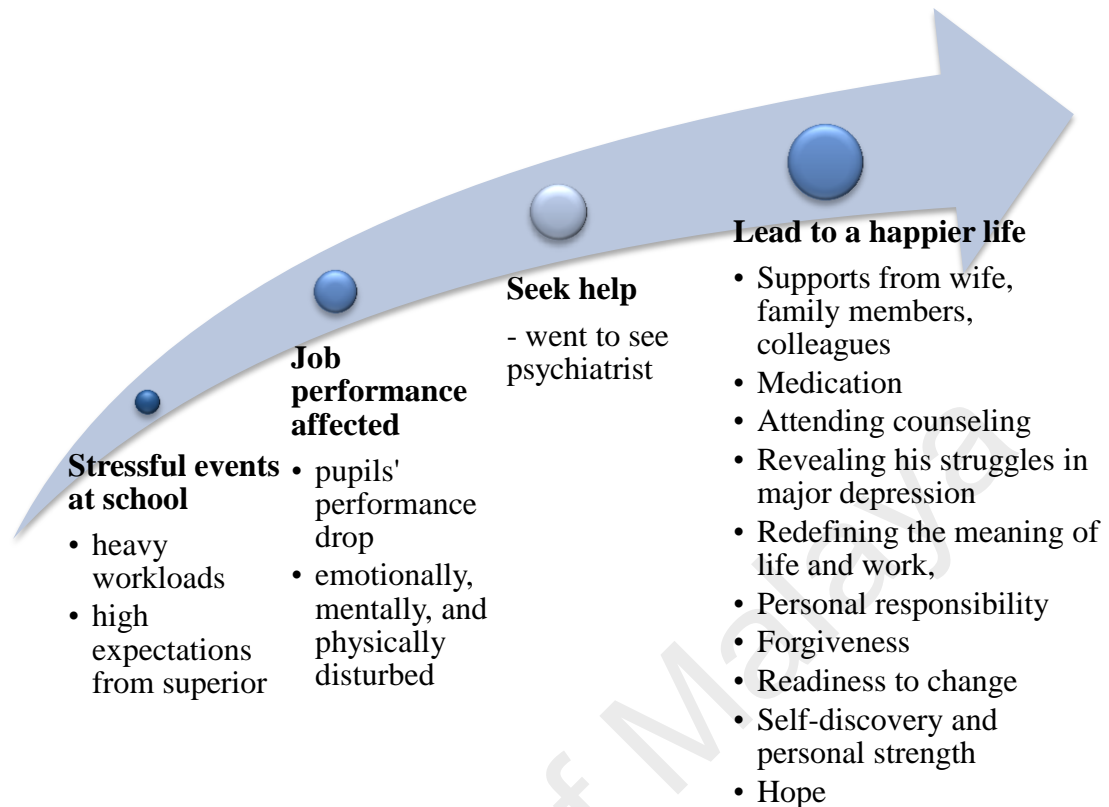 Stressful events
at school
• heavy
workloads
• high
expectations
from superior
Job
performance
affected
• pupils'
performance
drop
• emotionally,
mentally, and
physically
disturbed
Seek help
- went to see
psychiatrist
Lead to a happier life
• Supports from wife,
family members,
colleagues
• Medication
• Attending counseling
• Revealing his struggles in
major depression
• Redefining the meaning of
life and work,
• Personal responsibility
• Forgiveness
• Readiness to change
• Self-discovery and
personal strength
• Hope
of Malaya